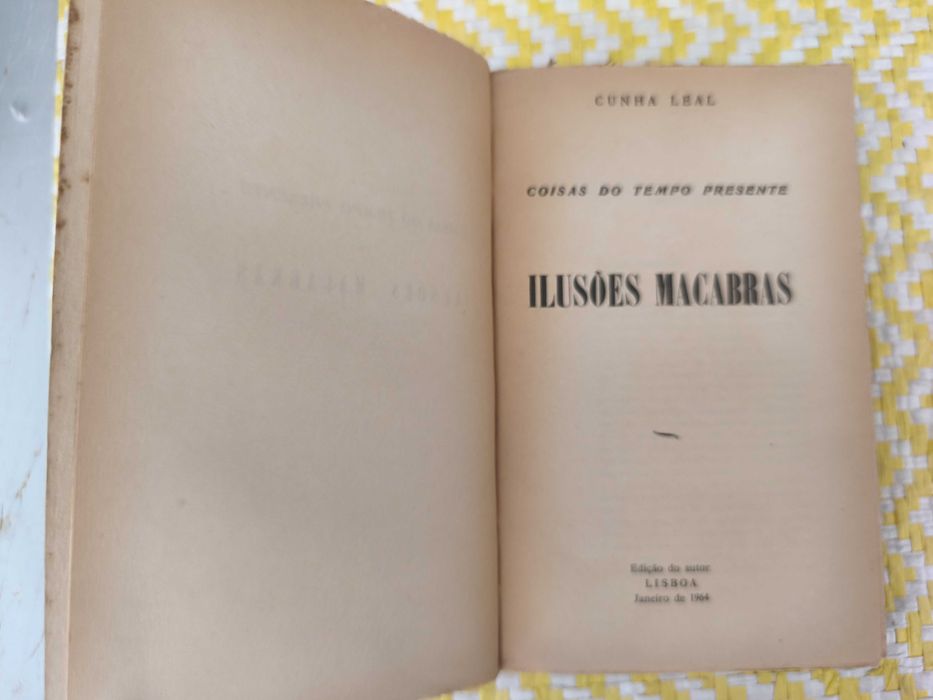 CUNHA LEAL
COISAS DO TEMPO PRESENTE
ILUSÕES MACABRAS
Edição do autor
LISBOA
Janeiro de 1964